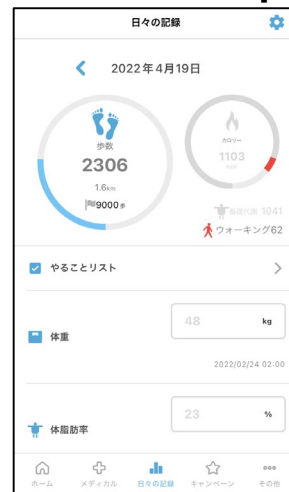 日々の記録
2022年4月19日
歩数
2306
1.6km
9000歩
カロリー
1103
kcal
基礎代謝 1041
ウォーキング62
やることリスト
体重
48 kg
2022/02/24 02:00
体脂肪率
23 %
ホーム メディカル 日々の記録 キャンペーン その他